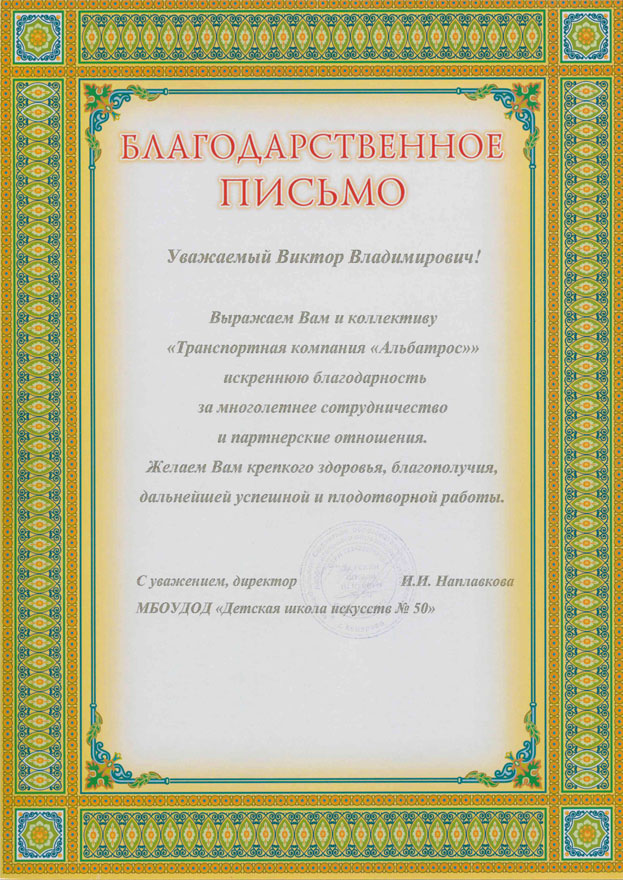 БЛАГОДАРСТВЕННОЕ
ПИСЬМО
Уважаемый Виктор Владимирович!
Выражаем Вам и коллективу
«Транспортная компания «Альбатрос»»
искреннюю благодарность
за многолетнее сотрудничество
и партнерские отношения.
Желаем Вам крепкого здоровья, благополучия,
дальнейшей успешной и плодотворной работы.
С уважением, директор И.И. Наплавкова
МБОУДОД «Детская школа искусств № 50»